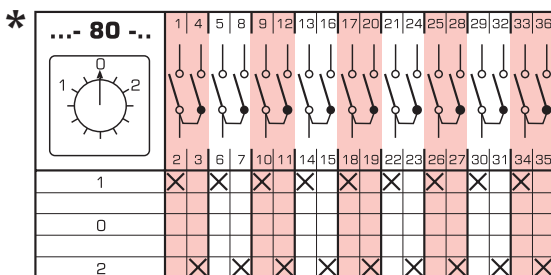 *
...- 80 -..
1 4 5 8 9 12 13 16 17 20 21 24 25 28 29 32 33 36
0
1 2
2 3 6 7 10 11 14 15 18 19 22 23 26 27 30 31 34 35
1 X X X X X X X X X
0
2 X X X X X X X X X